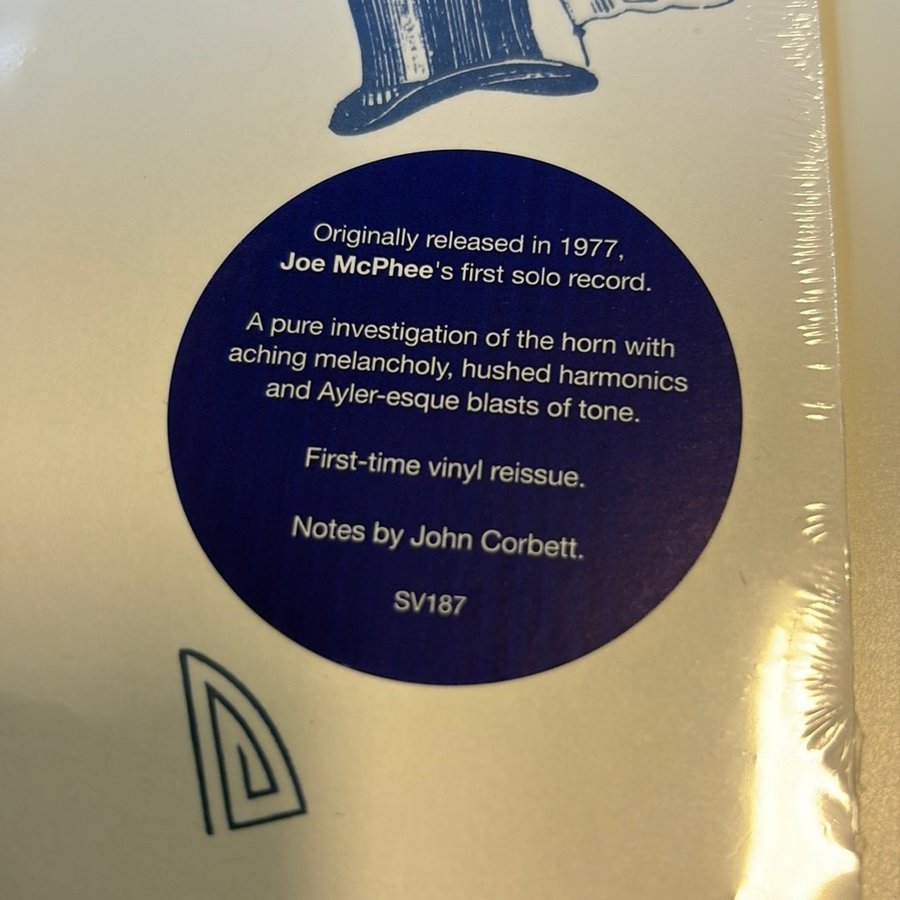 Originally released in 1977,
Joe McPhee's first solo record.
A pure investigation of the horn with
aching melancholy, hushed harmonics
and Ayler-esque blasts of tone.
First-time vinyl reissue.
Notes by John Corbett.
SV187